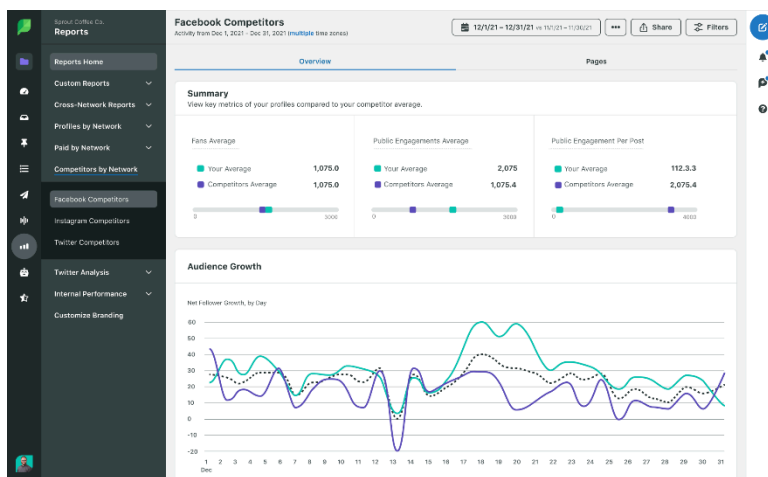 Sprout Coffee Co.
Reports
Reports Home
Custom Reports
Cross-Network Reports
Profiles by Network
Paid by Network
Competitors by Network
Facebook Competitors
Instagram Competitors
Twitter Competitors
Twitter Analysis
Internal Performance
Customize Branding
Facebook Competitors
Activity from Dec 1, 2021 - Dec 31, 2021 (multiple time zones)
12/1/21 – 12/31/21 vs 11/1/21 – 11/30/21
Share
Filters
Overview
Pages
Summary
View key metrics of your profiles compared to your competitor average.
Fans Average
Your Average 1,075.0
Competitors Average 1,075.0
0 3000
Public Engagements Average
Your Average 2,075
Competitors Average 1,075.4
0 3000
Public Engagement Per Post
Your Average 112.3.3
Competitors Average 2,075.4
0 4000
Audience Growth
Net Follower Growth, by Day
60
50
40
30
20
10
0
-10
-20
1 2 3 4 5 6 7 8 9 10 11 12 13 14 15 16 17 18 19 20 21 22 23 24 25 26 27 28 29 30 31
Dec